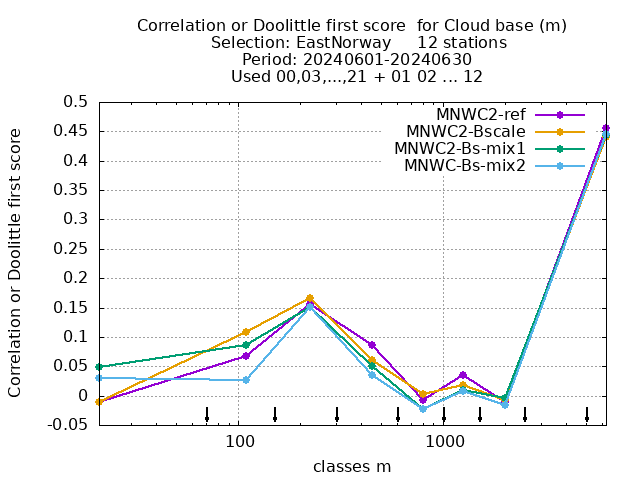 Correlation or Doolittle first score  for Cloud base (m)
Selection: EastNorway     12 stations
Period: 20240601-20240630
Used 00,03,...,21 + 01 02 ... 12
MNWC2-ref
MNWC2-Bscale
MNWC2-Bs-mix1
MNWC-Bs-mix2
Correlation or Doolittle first score
0.5
0.45
0.4
0.35
0.3
0.25
0.2
0.15
0.1
0.05
0
-0.05
100
1000
classes m